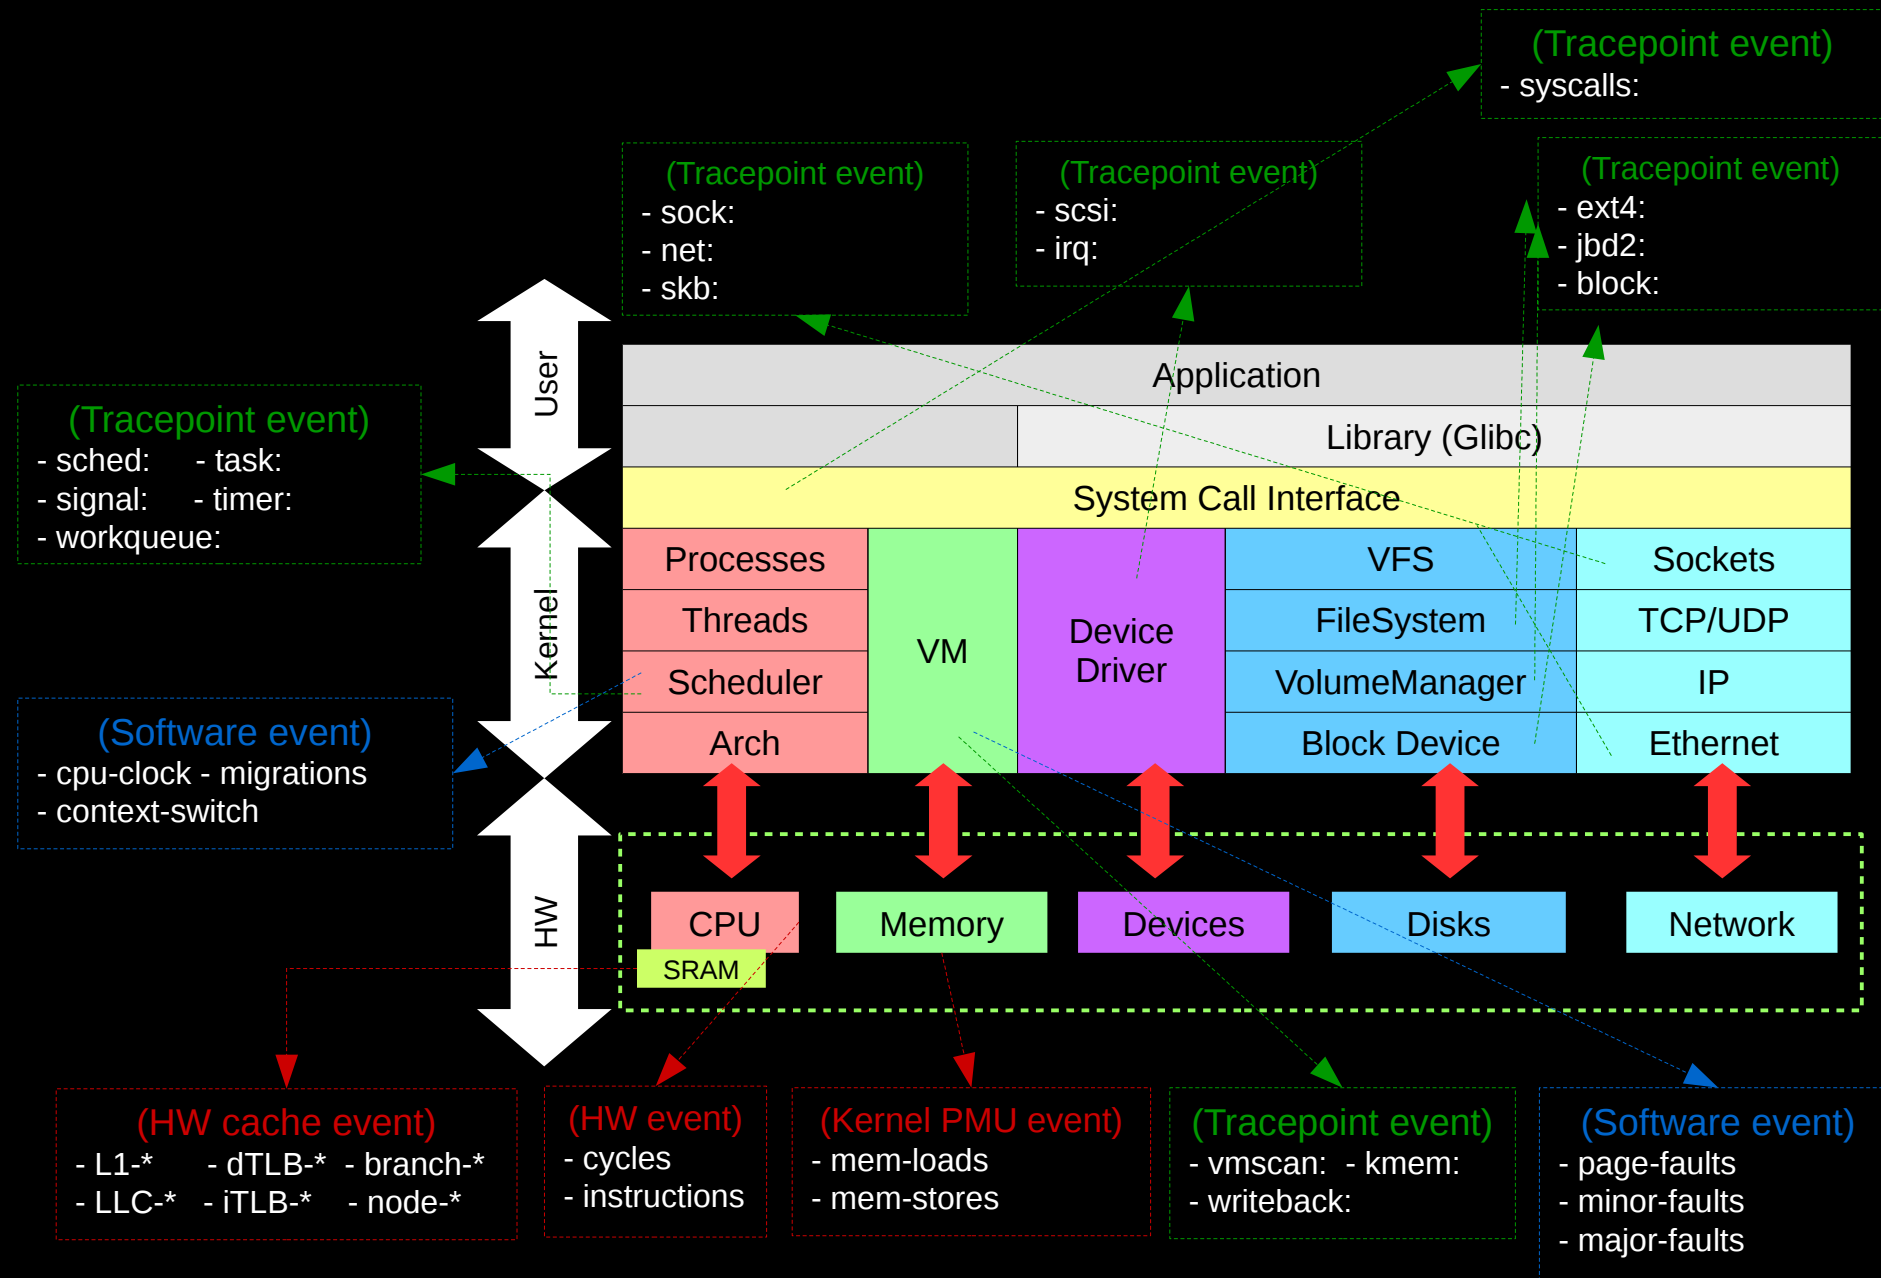 (Tracepoint event)
- syscalls:
(Tracepoint event)
- sock:
- net:
- skb:
(Tracepoint event)
- scsi:
- irq:
(Tracepoint event)
- ext4:
- jbd2:
- block:
User
Application
Library (Glibc)
(Tracepoint event)
- sched: - task:
- signal: - timer:
- workqueue:
System Call Interface
Kernel
Processes
Threads
Scheduler
Arch
VM
Device
Driver
VFS
FileSystem
VolumeManager
Block Device
Sockets
TCP/UDP
IP
Ethernet
(Software event)
- cpu-clock - migrations
- context-switch
HW
CPU
SRAM
Memory
Devices
Disks
Network
(HW cache event)
- L1-* - dTLB-* - branch-*
- LLC-* - iTLB-* - node-*
(HW event)
- cycles
- instructions
(Kernel PMU event)
- mem-loads
- mem-stores
(Tracepoint event)
- vmscan: - kmem:
- writeback:
(Software event)
- page-faults
- minor-faults
- major-faults